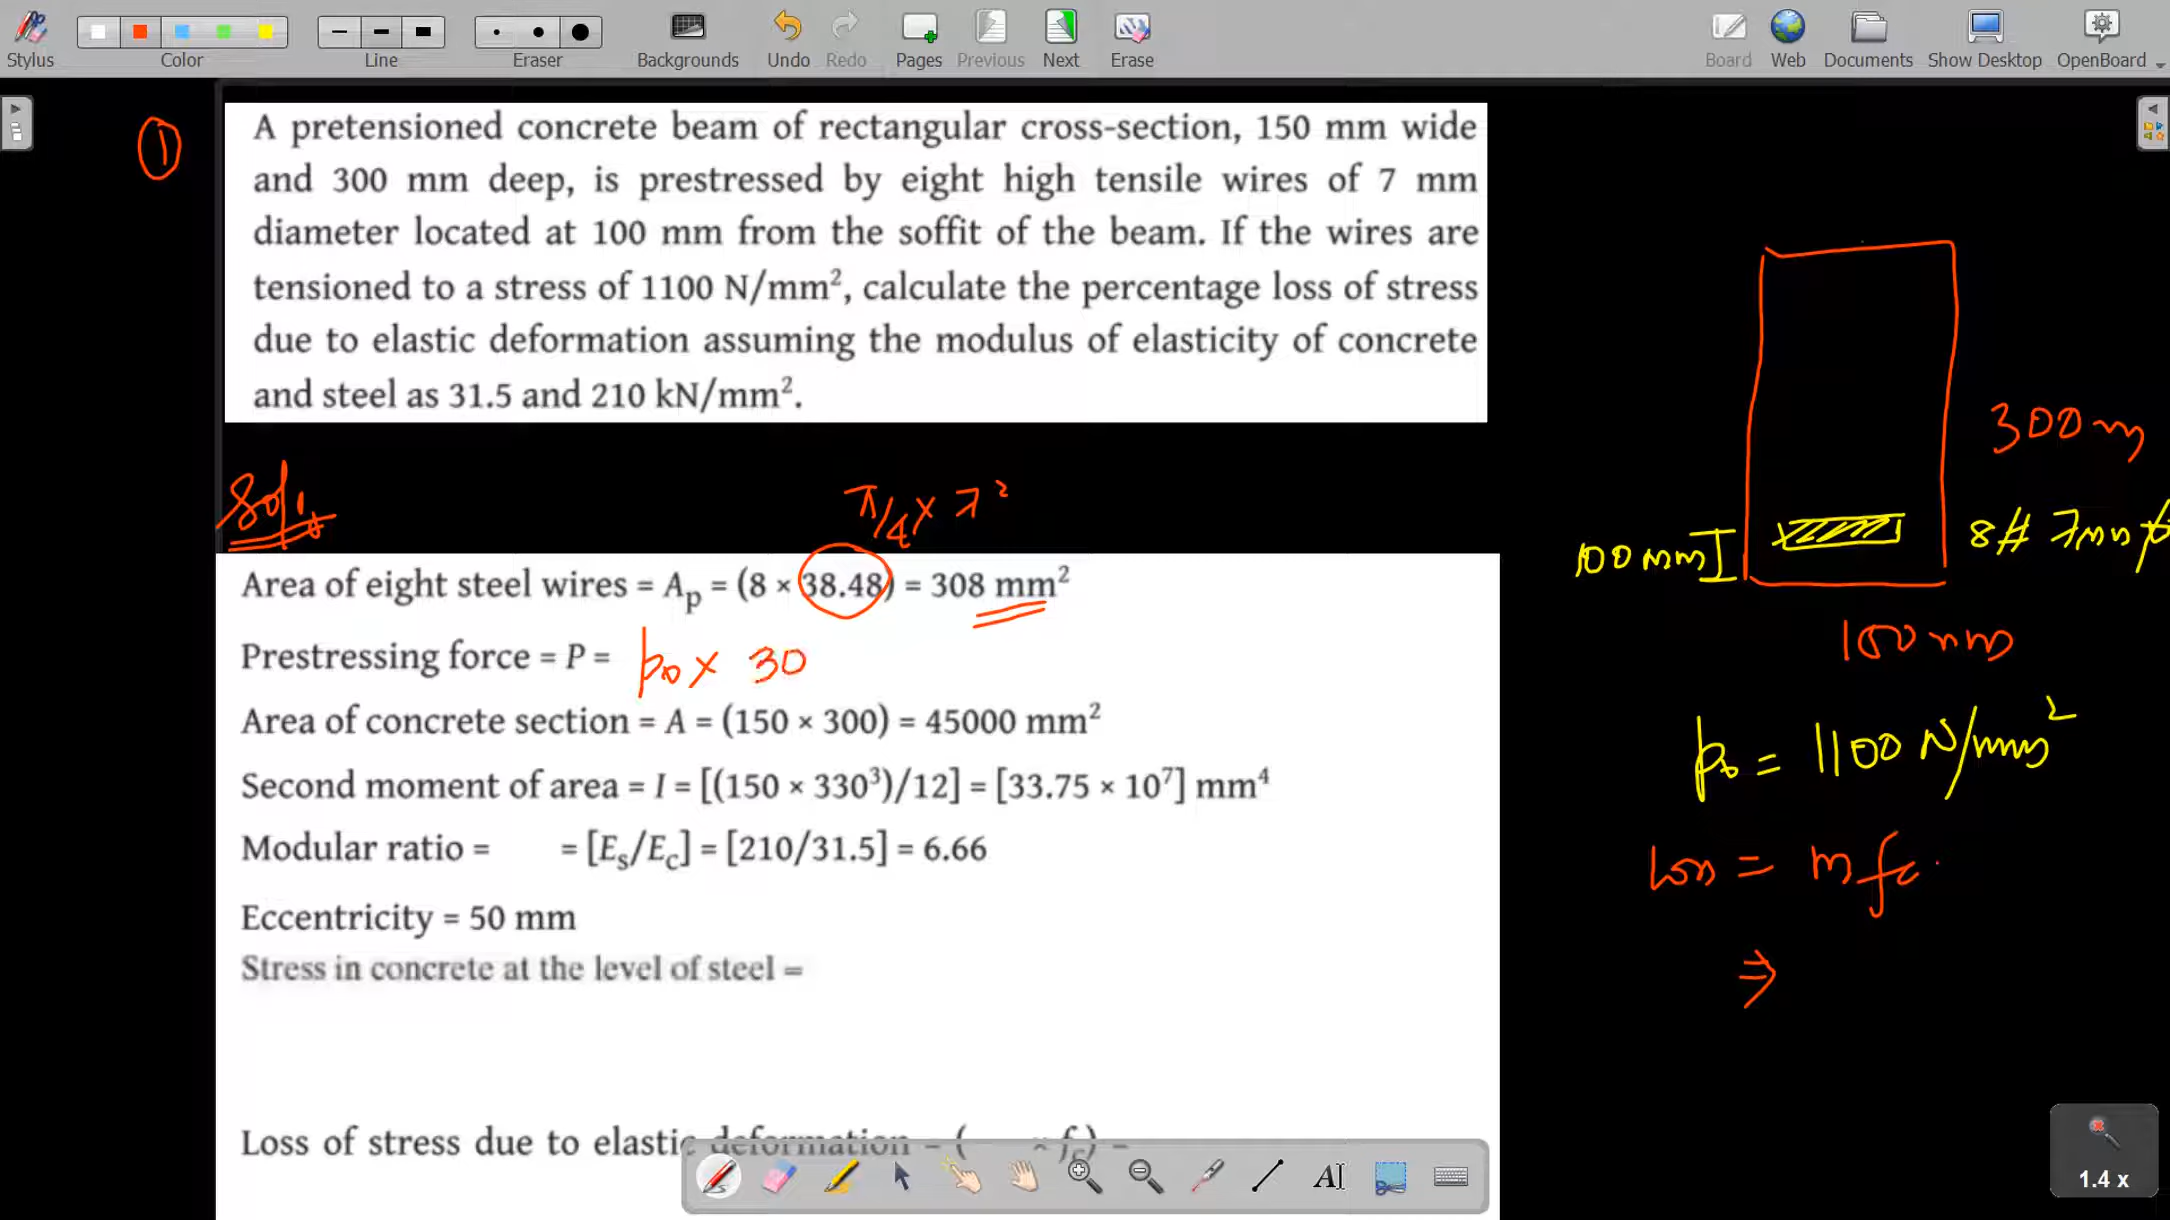 Stylus Color Line Eraser Backgrounds Undo Redo Pages Previous Next Erase Board Web Documents Show Desktop OpenBoard
1
A pretensioned concrete beam of rectangular cross-section, 150 mm wide
and 300 mm deep, is prestressed by eight high tensile wires of 7 mm
diameter located at 100 mm from the soffit of the beam. If the wires are
tensioned to a stress of 1100 N/mm², calculate the percentage loss of stress
due to elastic deformation assuming the modulus of elasticity of concrete
and steel as 31.5 and 210 kN/mm².
300 m
Sol
π/4 × 7²
100 mm
8# 7mm ϕ
Area of eight steel wires = Aₚ = (8 × 38.48) = 308 mm²
Prestressing force = P = p₀ × 30
150 mm
Area of concrete section = A = (150 × 300) = 45000 mm²
p₀ = 1100 N/mm²
Second moment of area = I = [(150 × 330³)/12] = [33.75 × 10⁷] mm⁴
Modular ratio = = [Eₛ/E_c] = [210/31.5] = 6.66
Loss = m fc
Eccentricity = 50 mm
Stress in concrete at the level of steel =
⇒
Loss of stress due to elastic deformation = ( × f_c) =
1.4 x